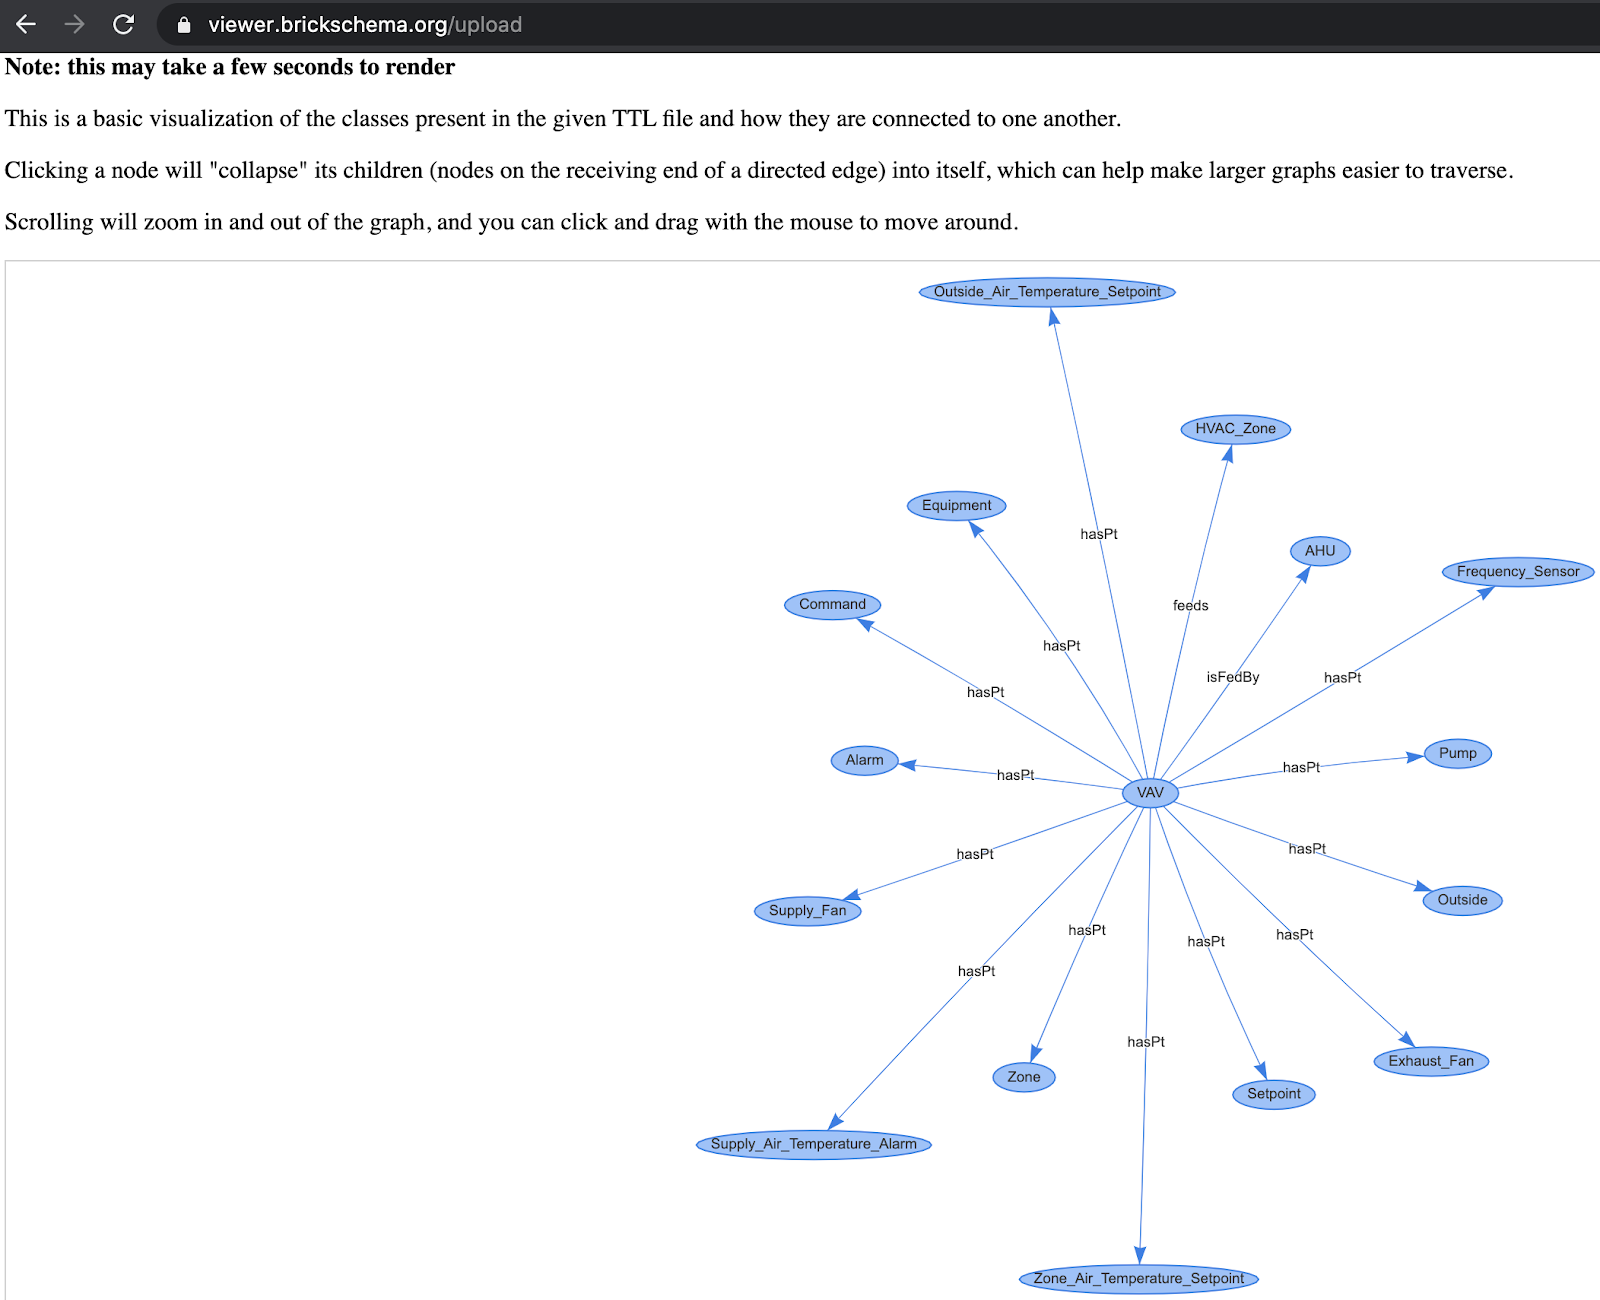 viewer.brickschema.org/upload
Note: this may take a few seconds to render
This is a basic visualization of the classes present in the given TTL file and how they are connected to one another.
Clicking a node will "collapse" its children (nodes on the receiving end of a directed edge) into itself, which can help make larger graphs easier to traverse.
Scrolling will zoom in and out of the graph, and you can click and drag with the mouse to move around.
Outside_Air_Temperature_Setpoint
HVAC_Zone
Equipment
hasPt
AHU
Frequency_Sensor
Command
feeds
hasPt
isFedBy
hasPt
hasPt
Alarm
hasPt
hasPt
Pump
VAV
hasPt
hasPt
Supply_Fan
Outside
hasPt
hasPt
hasPt
hasPt
hasPt
Zone
Setpoint
Exhaust_Fan
Supply_Air_Temperature_Alarm
Zone_Air_Temperature_Setpoint